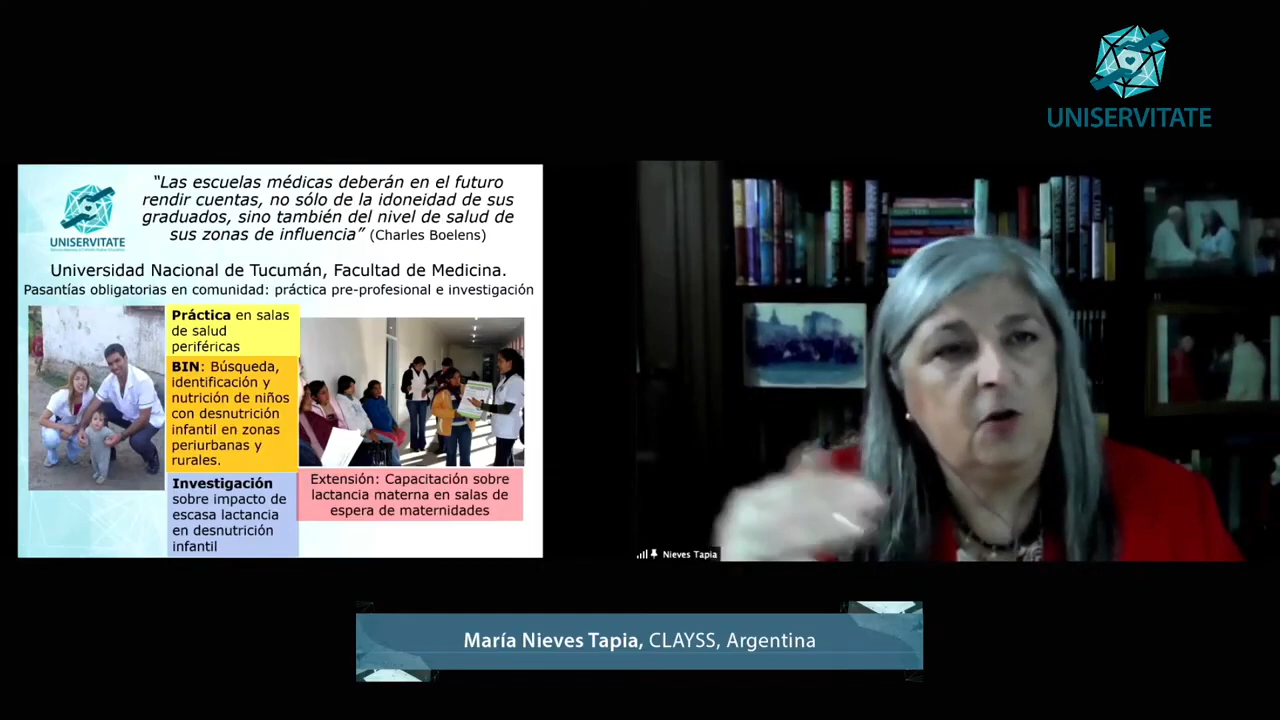 UNISERVITATE
“Las escuelas médicas deberán en el futuro
rendir cuentas, no sólo de la idoneidad de sus
graduados, sino también del nivel de salud de
sus zonas de influencia” (Charles Boelens)
UNISERVITATE
Universidad Nacional de Tucumán, Facultad de Medicina.
Pasantías obligatorias en comunidad: práctica pre-profesional e investigación
Práctica en salas
de salud
periféricas
BIN: Búsqueda,
identificación y
nutrición de niños
con desnutrición
infantil en zonas
periurbanas y
rurales.
Investigación
sobre impacto de
escasa lactancia
en desnutrición
infantil
Extensión: Capacitación sobre
lactancia materna en salas de
espera de maternidades
Nieves Tapia
María Nieves Tapia, CLAYSS, Argentina